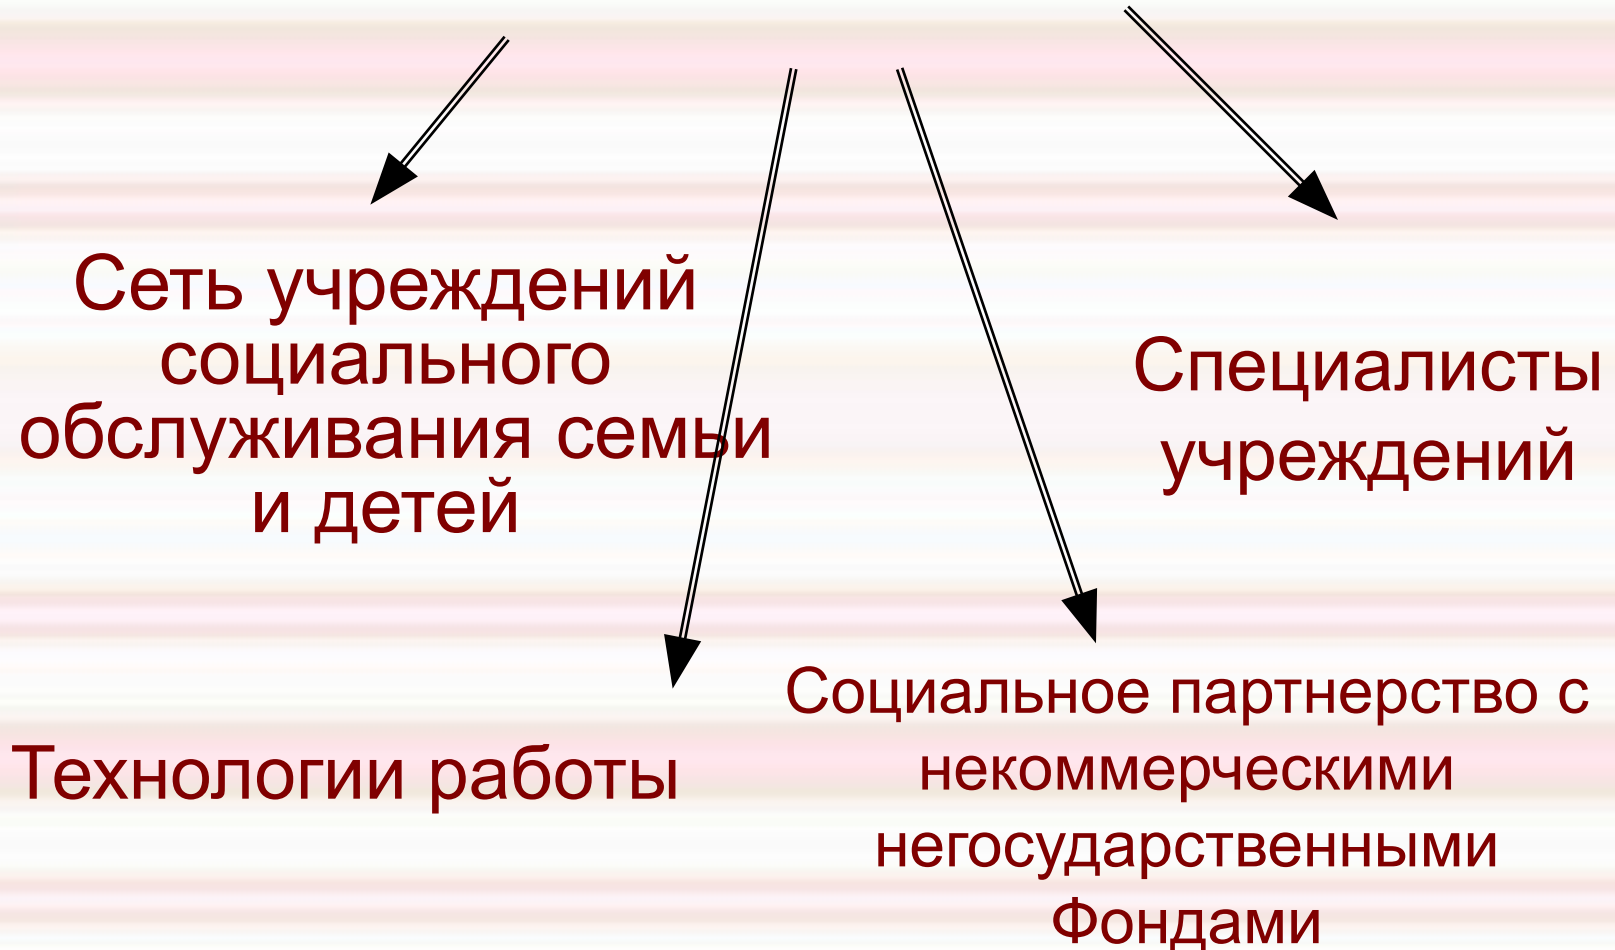 Сеть учреждений
социального
обслуживания семьи
и детей
Специалисты
учреждений
Технологии работы
Социальное партнерство с
некоммерческими
негосударственными
Фондами